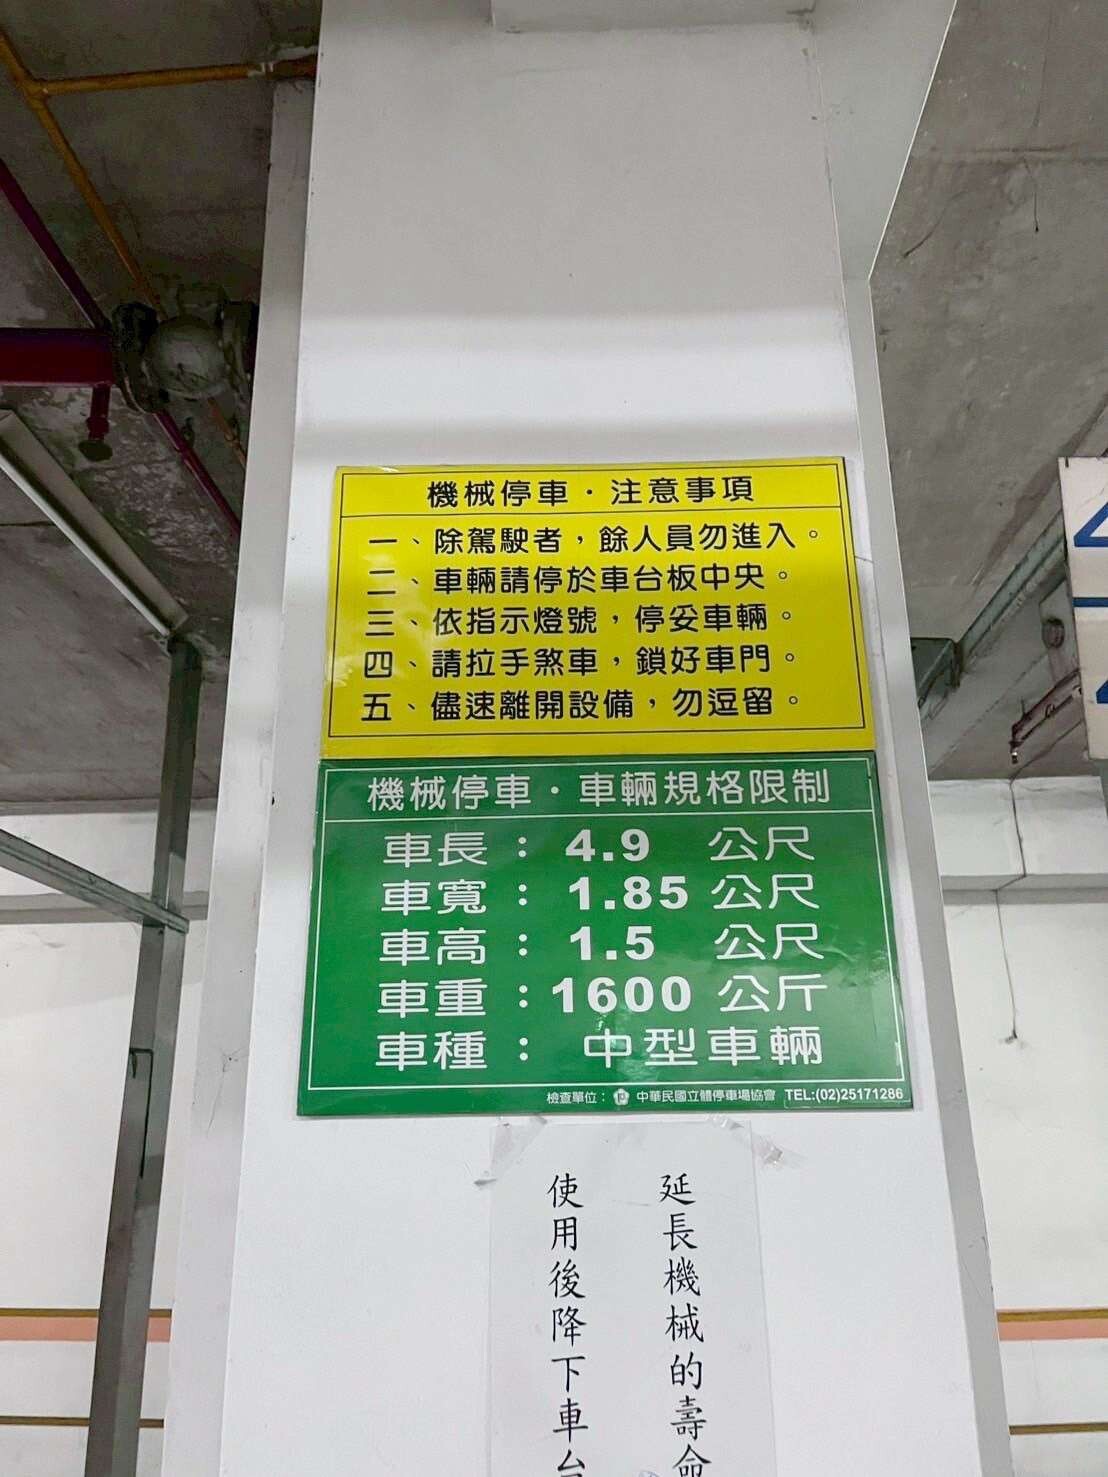 機械停車・注意事項
一、除駕駛者，餘人員勿進入。
二、車輛請停於車台板中央。
三、依指示燈號，停妥車輛。
四、請拉手煞車，鎖好車門。
五、儘速離開設備，勿逗留。
機械停車・車輛規格限制
車長：4.9 公尺
車寬：1.85 公尺
車高：1.5 公尺
車重：1600 公斤
車種：中型車輛
檢查單位： 中華民國立體停車場協會 TEL:(02)25171286
延長機械的壽命
使用後降下車台